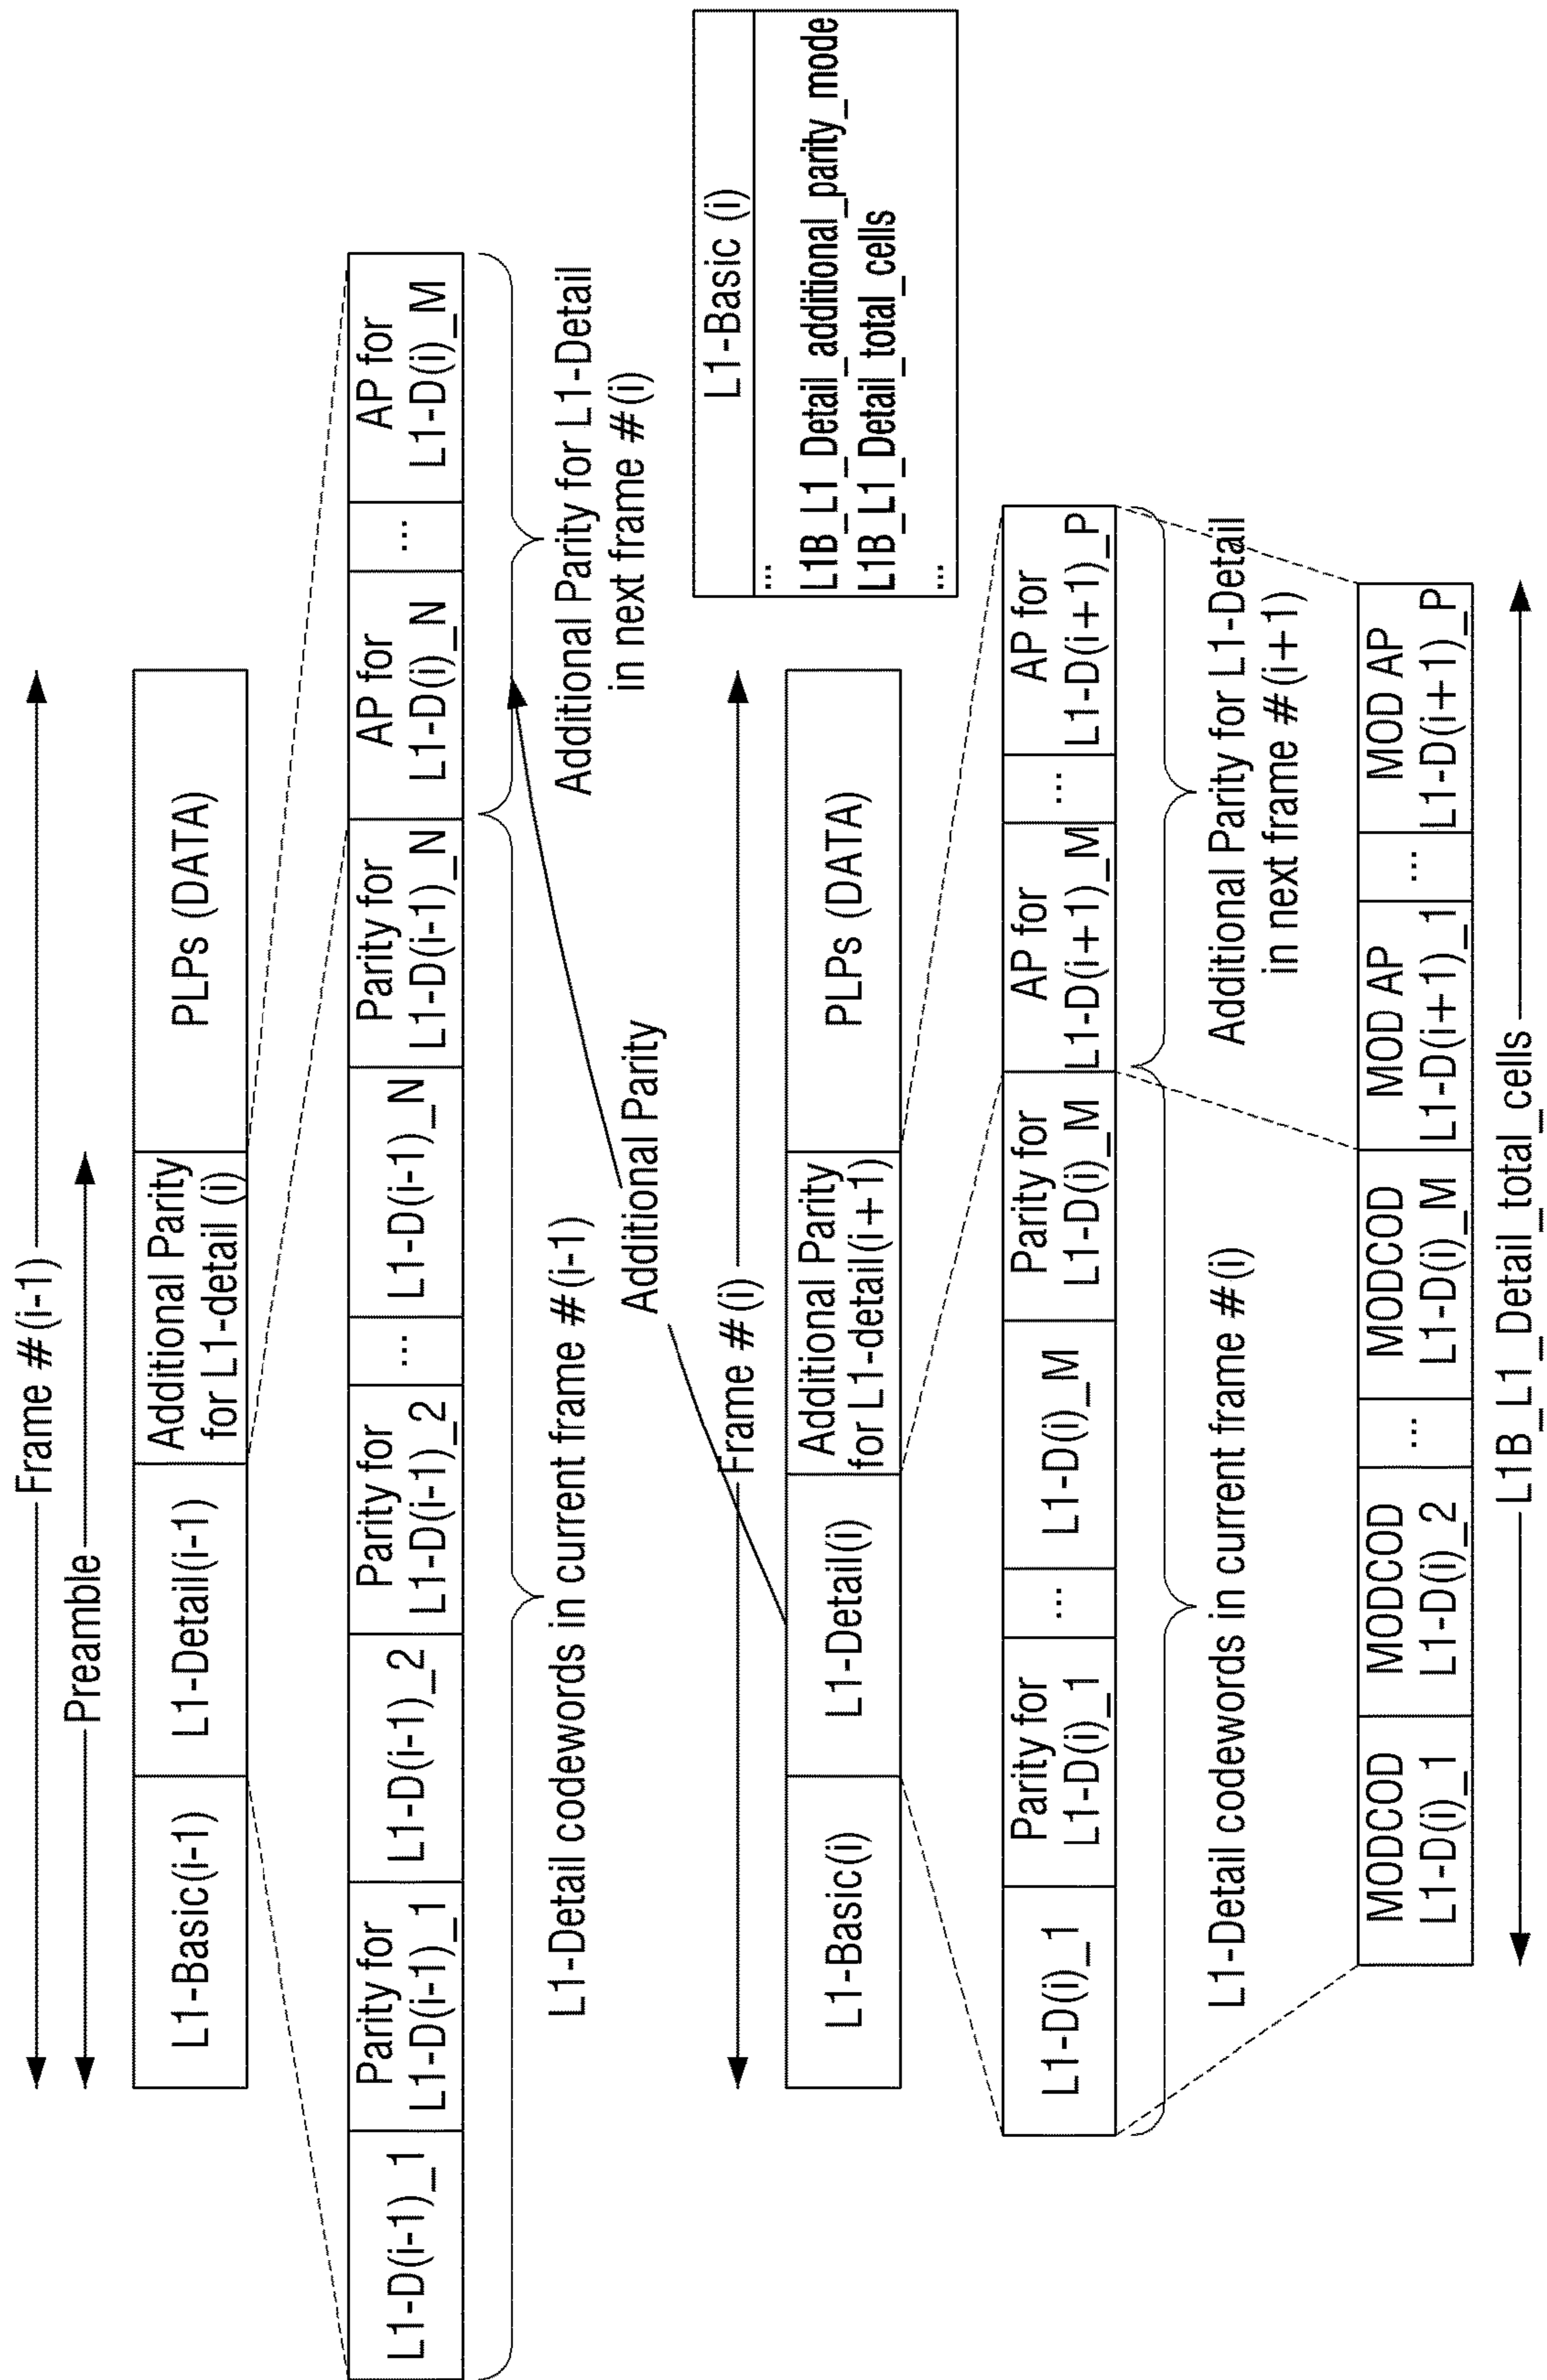 Frame #(i-1)
Preamble
L1-Basic(i-1)
L1-Detail(i-1)
Additional Parity
for L1-detail (i)
PLPs (DATA)
L1-D(i-1)_1
Parity for
L1-D(i-1)_1
L1-D(i-1)_2
Parity for
L1-D(i-1)_2
...
L1-D(i-1)_N
Parity for
L1-D(i-1)_N
AP for
L1-D(i)_N
...
AP for
L1-D(i)_M
L1-Detail codewords in current frame #(i-1)
Additional Parity for L1-Detail
in next frame #(i)
Additional Parity
L1-Basic (i)
...
L1B_L1_Detail_additional_parity_mode
L1B_L1_Detail_total_cells
...
Frame #(i)
L1-Basic(i)
L1-Detail(i)
Additional Parity
for L1-detail(i+1)
PLPs (DATA)
L1-D(i)_1
Parity for
L1-D(i)_1
...
L1-D(i)_M
Parity for
L1-D(i)_M
AP for
L1-D(i+1)_M
...
AP for
L1-D(i+1)_P
L1-Detail codewords in current frame #(i)
Additional Parity for L1-Detail
in next frame #(i+1)
MODCOD
L1-D(i)_1
MODCOD
L1-D(i)_2
...
MODCOD
L1-D(i)_M
MOD AP
L1-D(i+1)_1
...
MOD AP
L1-D(i+1)_P
L1B_L1_Detail_total_cells